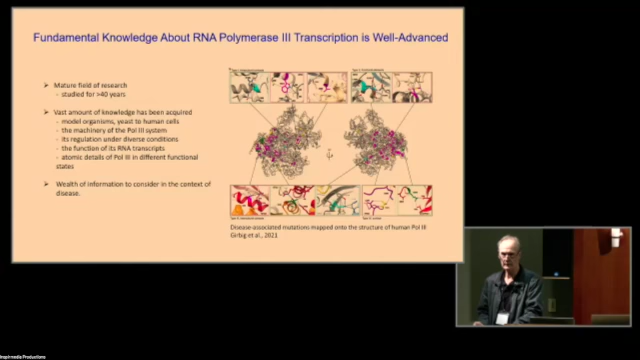 Fundamental Knowledge About RNA Polymerase III Transcription is Well-Advanced
➢ Mature field of research
- studied for >40 years
➢ Vast amount of knowledge has been acquired
- model organisms, yeast to human cells
- the machinery of the Pol III system
- its regulation under diverse conditions
- the function of its RNA transcripts
- atomic details of Pol III in different functional
states
➢ Wealth of information to consider in the context of
disease.
Disease-associated mutations mapped onto the structure of human Pol III
Girbig et al., 2021
Inspirmedia Productions